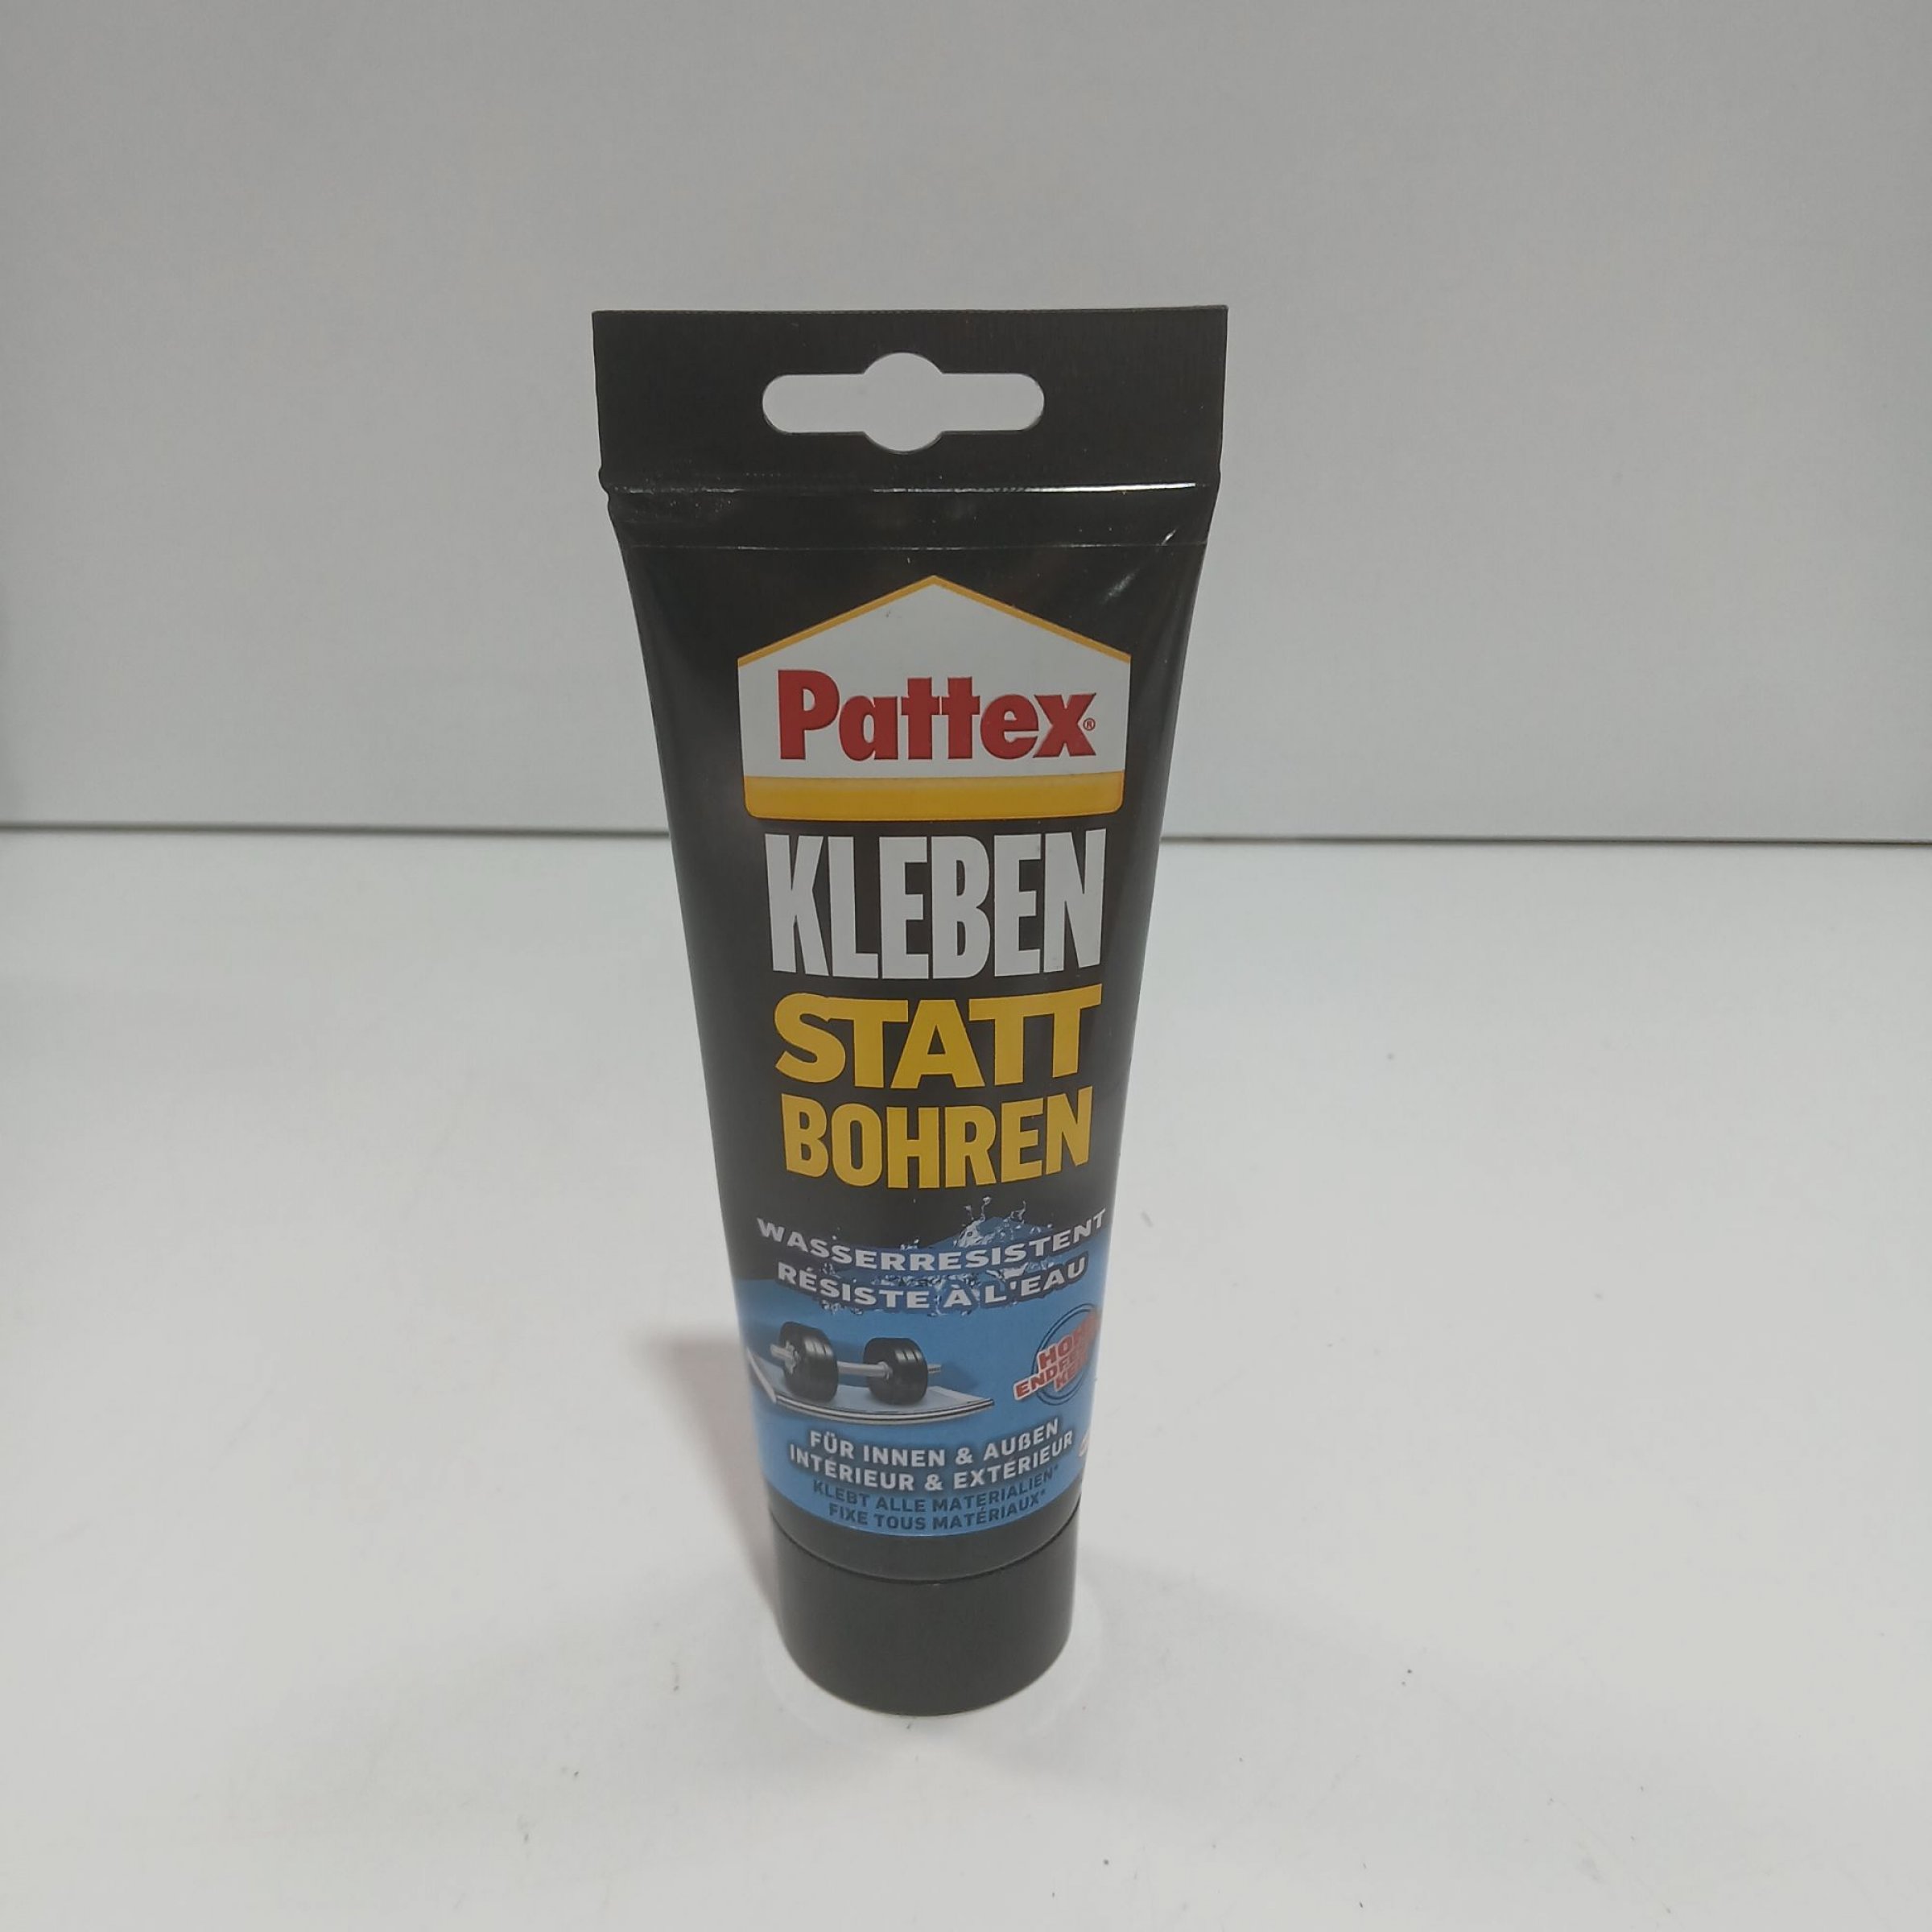 Pattex®
KLEBEN
STATT
BOHREN
WASSERRESISTENT
RÉSISTE À L'EAU
FÜR INNEN & AUßEN
INTÉRIEUR & EXTÉRIEUR
KLEBT ALLE MATERIALIEN*
FIXE TOUS MATÉRIAUX*